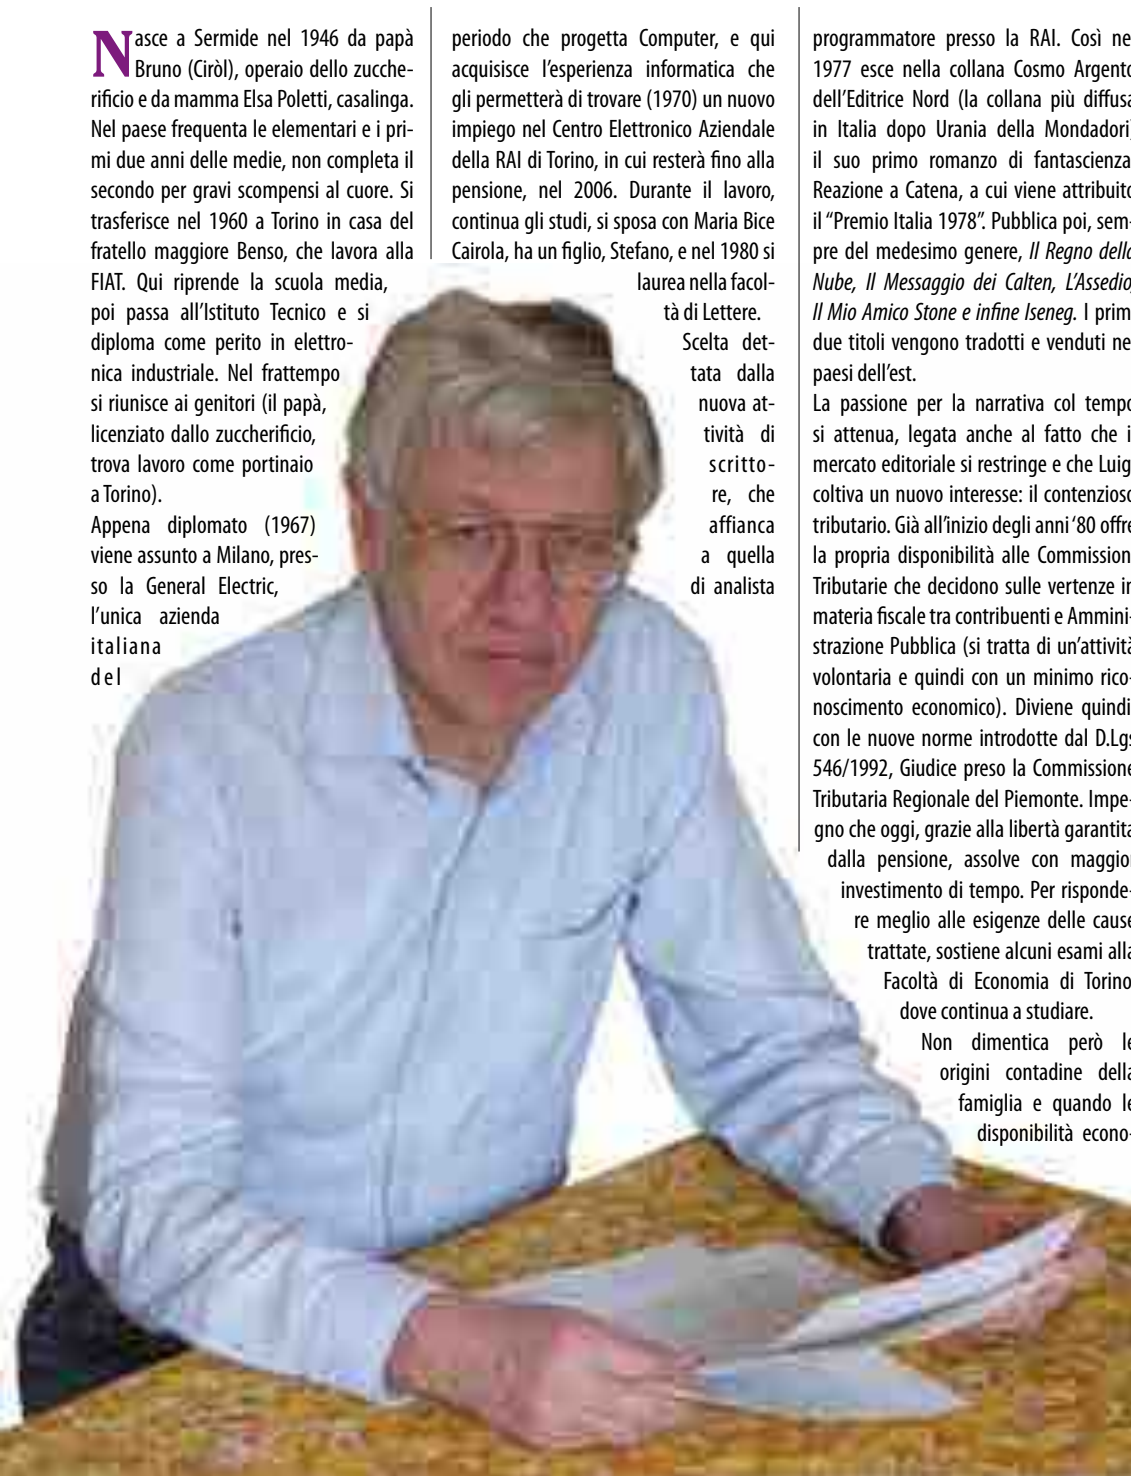 Nasce a Sermide nel 1946 da papà
Bruno (Ciròl), operaio dello zucche-
rificio e da mamma Elsa Poletti, casalinga.
Nel paese frequenta le elementari e i pri-
mi due anni delle medie, non completa il
secondo per gravi scompensi al cuore. Si
trasferisce nel 1960 a Torino in casa del
fratello maggiore Benso, che lavora alla
FIAT. Qui riprende la scuola media,
poi passa all'Istituto Tecnico e si
diploma come perito in elettro-
nica industriale. Nel frattempo
si riunisce ai genitori (il papà,
licenziato dallo zuccherificio,
trova lavoro come portinaio
a Torino).
Appena diplomato (1967)
viene assunto a Milano, pres-
so la General Electric,
l'unica azienda
italiana
del
periodo che progetta Computer, e qui
acquisisce l'esperienza informatica che
gli permetterà di trovare (1970) un nuovo
impiego nel Centro Elettronico Aziendale
della RAI di Torino, in cui resterà fino alla
pensione, nel 2006. Durante il lavoro,
continua gli studi, si sposa con Maria Bice
Cairola, ha un figlio, Stefano, e nel 1980 si
laurea nella facol-
tà di Lettere.
Scelta det-
tata dalla
nuova at-
tività di
scritto-
re, che
affianca
a quella
di analista
programmatore presso la RAI. Così ne
1977 esce nella collana Cosmo Argento
dell'Editrice Nord (la collana più diffusa
in Italia dopo Urania della Mondadori)
il suo primo romanzo di fantascienza
Reazione a Catena, a cui viene attribuito
il “Premio Italia 1978”. Pubblica poi, sem-
pre del medesimo genere, Il Regno della
Nube, Il Messaggio dei Calten, L'Assedio,
Il Mio Amico Stone e infine Iseneg. I prim
due titoli vengono tradotti e venduti ne
paesi dell'est.
La passione per la narrativa col tempo
si attenua, legata anche al fatto che i
mercato editoriale si restringe e che Luig
coltiva un nuovo interesse: il contenzioso
tributario. Già all'inizio degli anni '80 offre
la propria disponibilità alle Commission
Tributarie che decidono sulle vertenze in
materia fiscale tra contribuenti e Ammini-
strazione Pubblica (si tratta di un'attività
volontaria e quindi con un minimo rico-
noscimento economico). Diviene quindi
con le nuove norme introdotte dal D.Lgs
546/1992, Giudice preso la Commissione
Tributaria Regionale del Piemonte. Impe-
gno che oggi, grazie alla libertà garantita
dalla pensione, assolve con maggior
investimento di tempo. Per risponde-
re meglio alle esigenze delle cause
trattate, sostiene alcuni esami alla
Facoltà di Economia di Torino
dove continua a studiare.
Non dimentica però le
origini contadine della
famiglia e quando le
disponibilità econo-